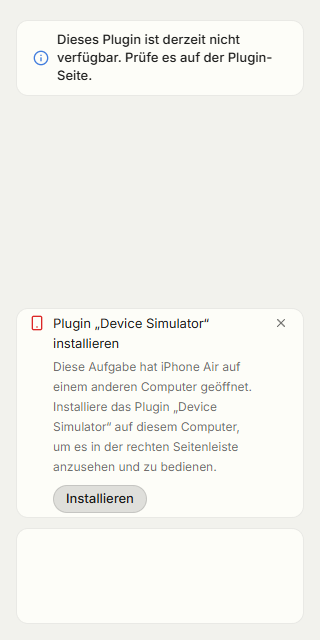 Dieses Plugin ist derzeit nicht
verfügbar. Prüfe es auf der Plugin-
Seite.
Plugin „Device Simulator“
installieren
Diese Aufgabe hat iPhone Air auf
einem anderen Computer geöffnet.
Installiere das Plugin „Device
Simulator“ auf diesem Computer,
um es in der rechten Seitenleiste
anzusehen und zu bedienen.
Installieren